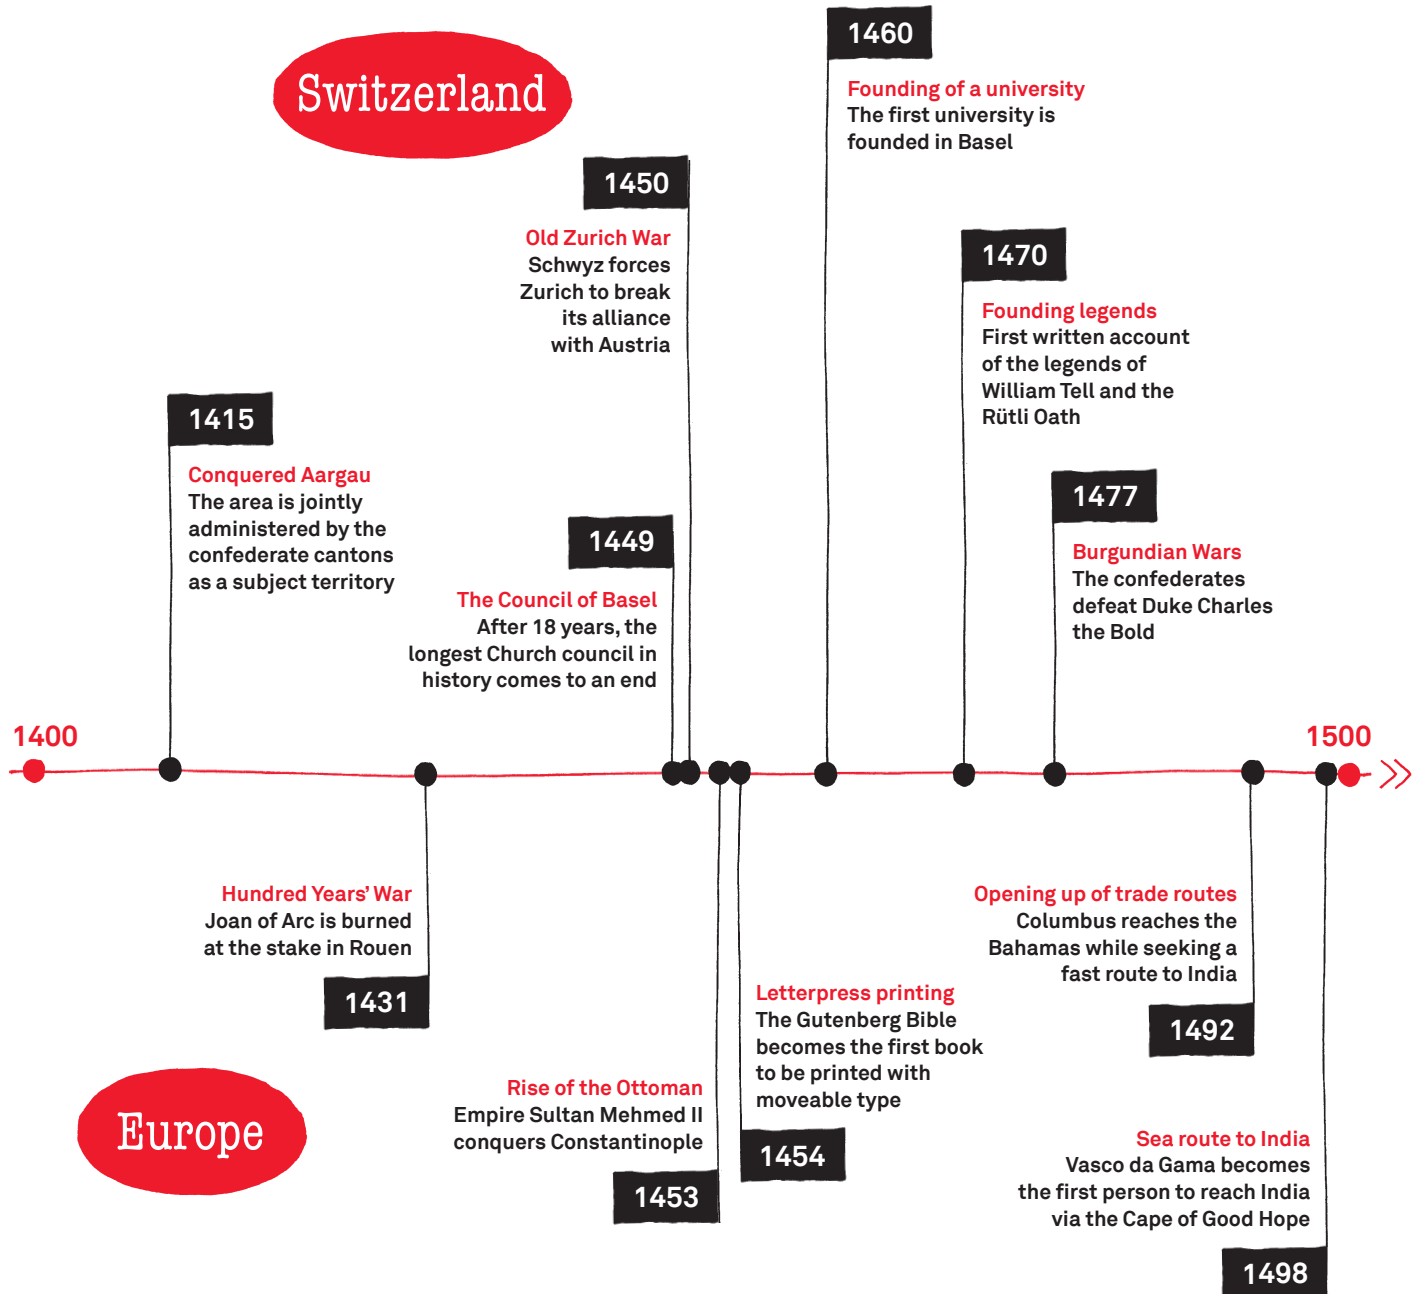 Switzerland
1460
Founding of a university
The first university is
founded in Basel
1450
Old Zurich War
Schwyz forces
Zurich to break
its alliance
with Austria
1470
Founding legends
First written account
of the legends of
William Tell and the
Rütli Oath
1415
Conquered Aargau
The area is jointly
administered by the
confederate cantons
as a subject territory
1449
The Council of Basel
After 18 years, the
longest Church council in
history comes to an end
1477
Burgundian Wars
The confederates
defeat Duke Charles
the Bold
1400
1500
Hundred Years’ War
Joan of Arc is burned
at the stake in Rouen
1431
Europe
Rise of the Ottoman
Empire Sultan Mehmed II
conquers Constantinople
1453
Letterpress printing
The Gutenberg Bible
becomes the first book
to be printed with
moveable type
1454
Opening up of trade routes
Columbus reaches the
Bahamas while seeking a
fast route to India
1492
Sea route to India
Vasco da Gama becomes
the first person to reach India
via the Cape of Good Hope
1498